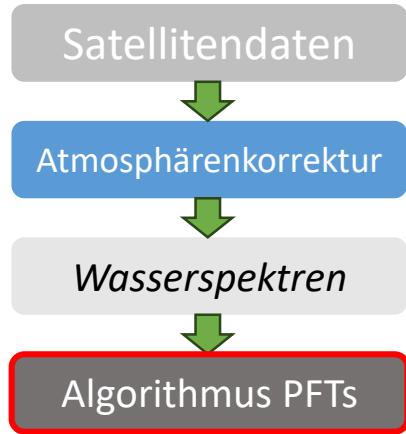 Satellitendaten
Atmosphärenkorrektur
Wasserspektren
Algorithmus PFTs